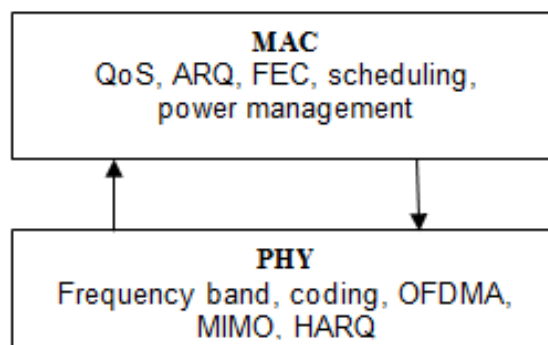 MAC
QoS, ARQ, FEC, scheduling,
power management
PHY
Frequency band, coding, OFDMA,
MIMO, HARQ